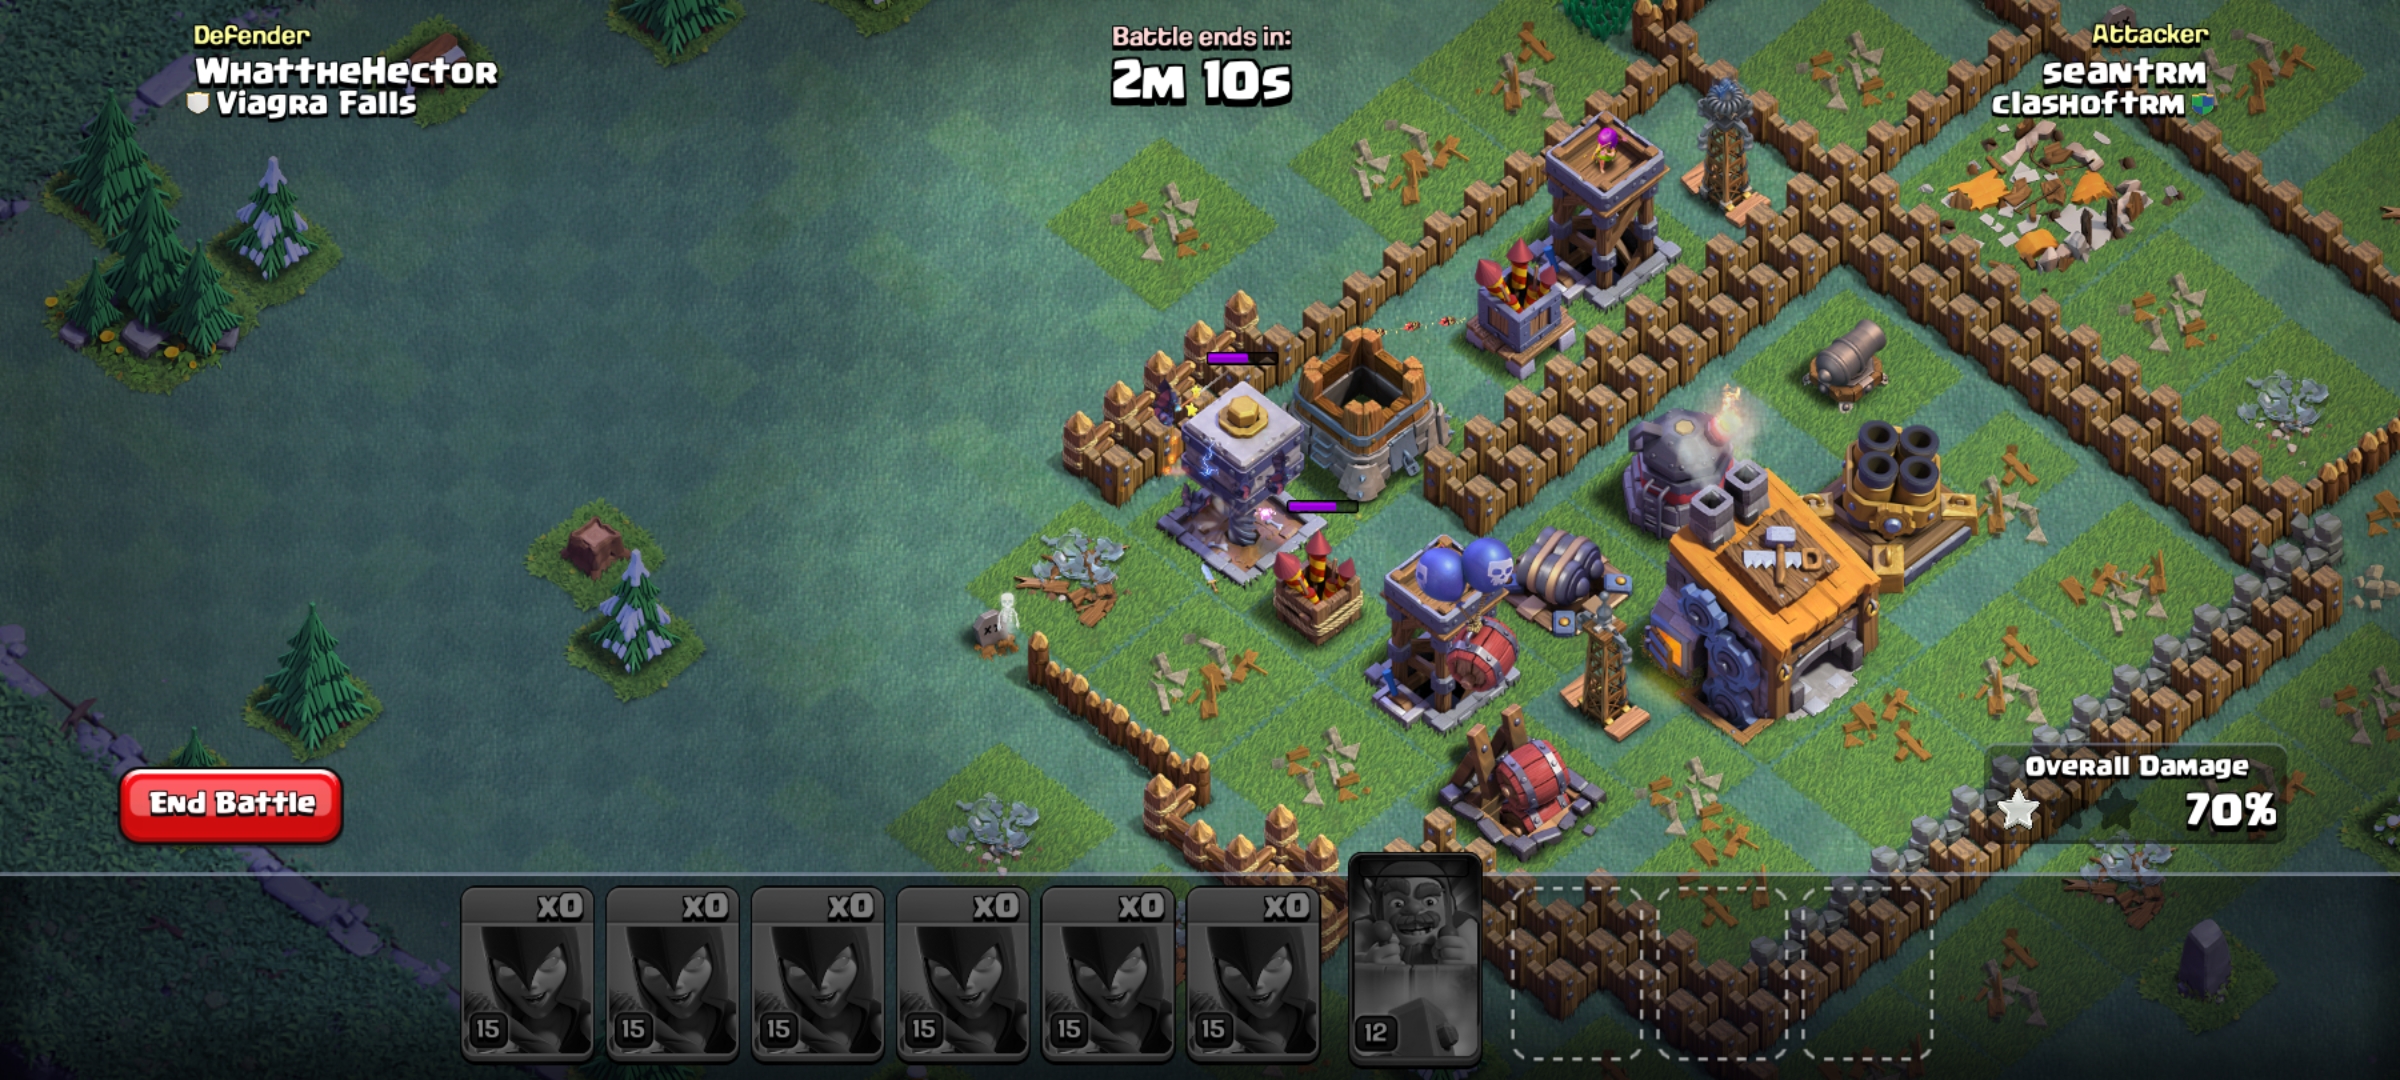 Defender
WhattheHector
Viagra Falls
Battle ends in:
2m 10s
Attacker
seantrm
clashoftrm
x1
End Battle
Overall Damage
70%
x0
x0
x0
x0
x0
x0
15
15
15
15
15
15
12